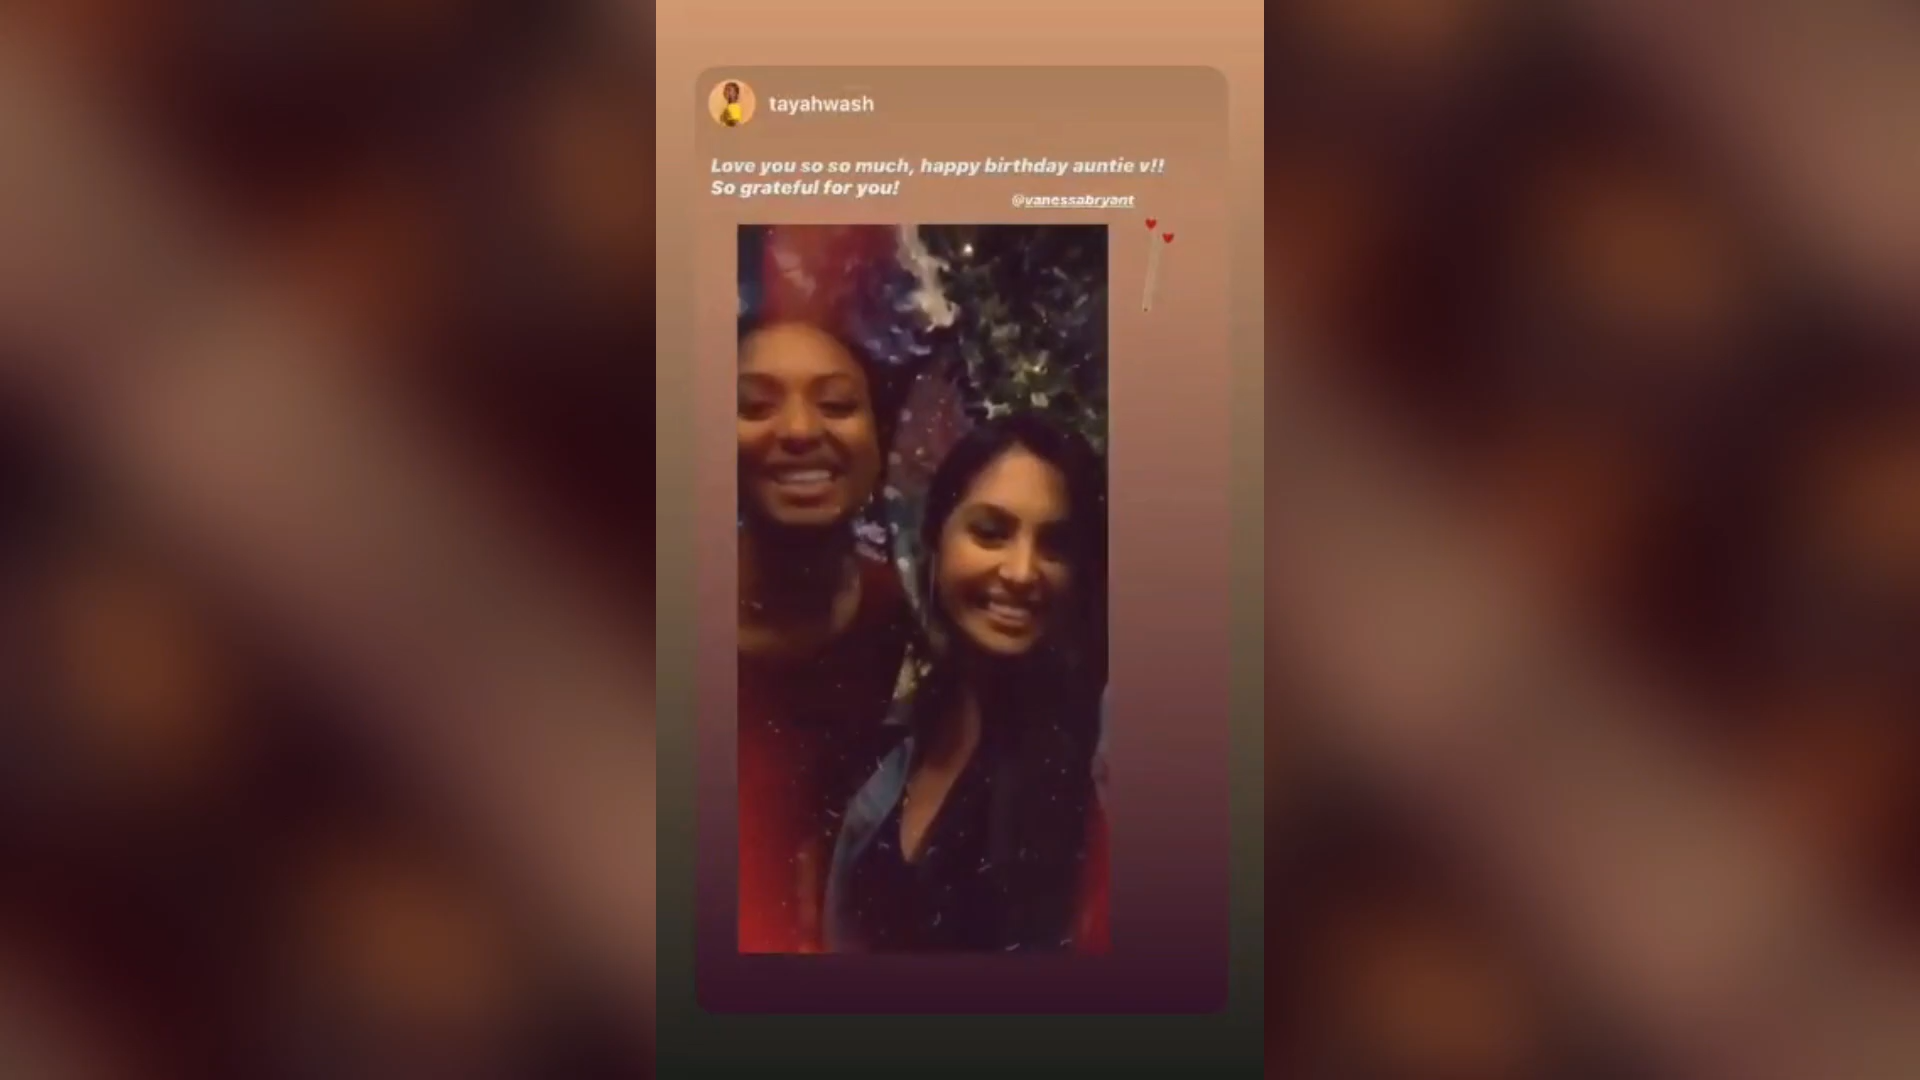 tayahwash
Love you so so much, happy birthday auntie v!!
So grateful for you!
@vanessabryant